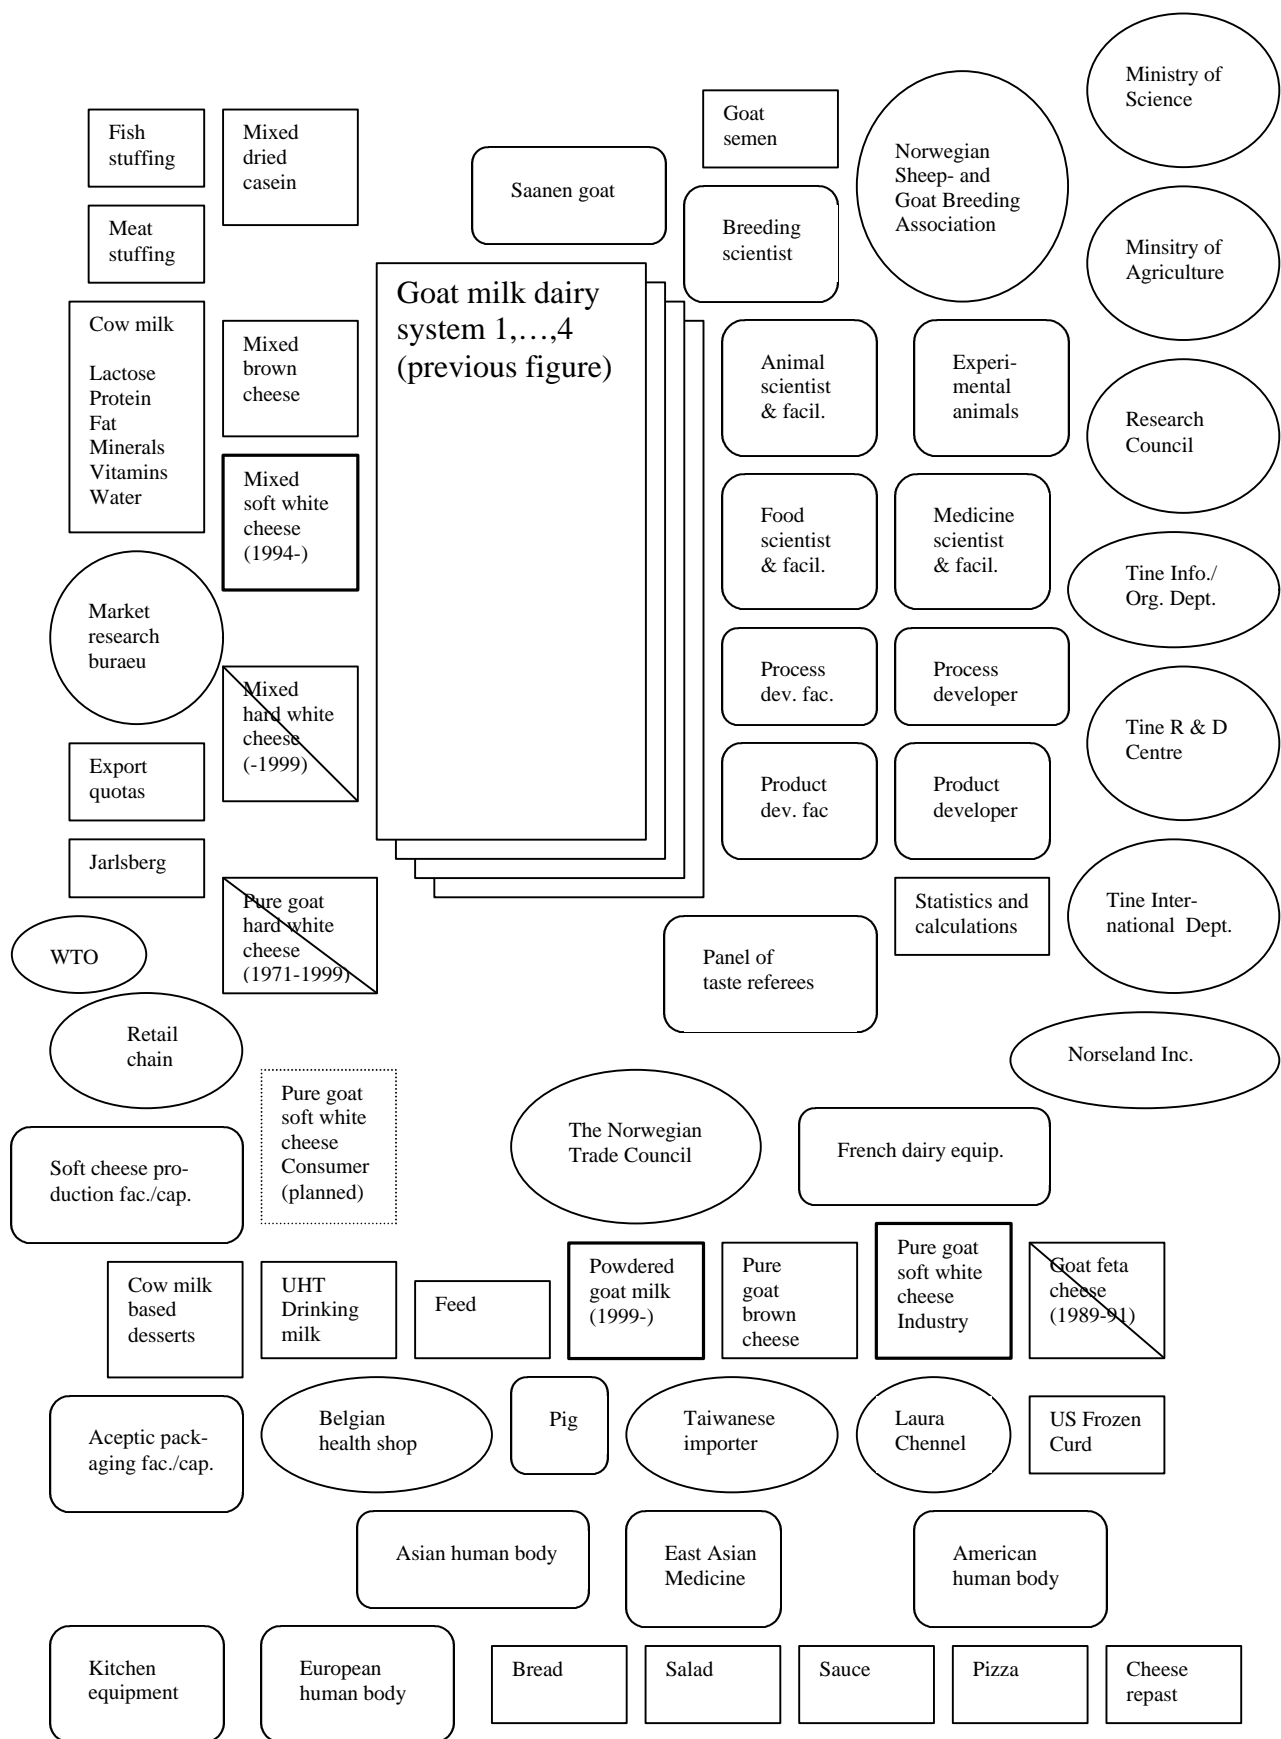 Ministry of
Science
Fish
stuffing
Mixed
dried
casein
Goat
semen
Norwegian
Sheep- and
Goat Breeding
Association
Saanen goat
Meat
stuffing
Breeding
scientist
Minsitry of
Agriculture
Goat milk dairy
system 1,…,4
(previous figure)
Cow milk
Lactose
Protein
Fat
Minerals
Vitamins
Water
Mixed
brown
cheese
Animal
scientist
& facil.
Experi-
mental
animals
Research
Council
Mixed
soft white
cheese
(1994-)
Food
scientist
& facil.
Medicine
scientist
& facil.
Tine Info./
Org. Dept.
Market
research
buraeu
Mixed
hard white
cheese
(-1999)
Process
dev. fac.
Process
developer
Tine R & D
Centre
Export
quotas
Product
dev. fac
Product
developer
Jarlsberg
Pure goat
hard white
cheese
(1971-1999)
Statistics and
calculations
Tine Inter-
national Dept.
WTO
Panel of
taste referees
Retail
chain
Norseland Inc.
Pure goat
soft white
cheese
Consumer
(planned)
The Norwegian
Trade Council
French dairy equip.
Soft cheese pro-
duction fac./cap.
Cow milk
based
desserts
UHT
Drinking
milk
Feed
Powdered
goat milk
(1999-)
Pure
goat
brown
cheese
Pure goat
soft white
cheese
Industry
Goat feta
cheese
(1989-91)
Aceptic pack-
aging fac./cap.
Belgian
health shop
Pig
Taiwanese
importer
Laura
Chennel
US Frozen
Curd
Asian human body
East Asian
Medicine
American
human body
Kitchen
equipment
European
human body
Bread
Salad
Sauce
Pizza
Cheese
repast